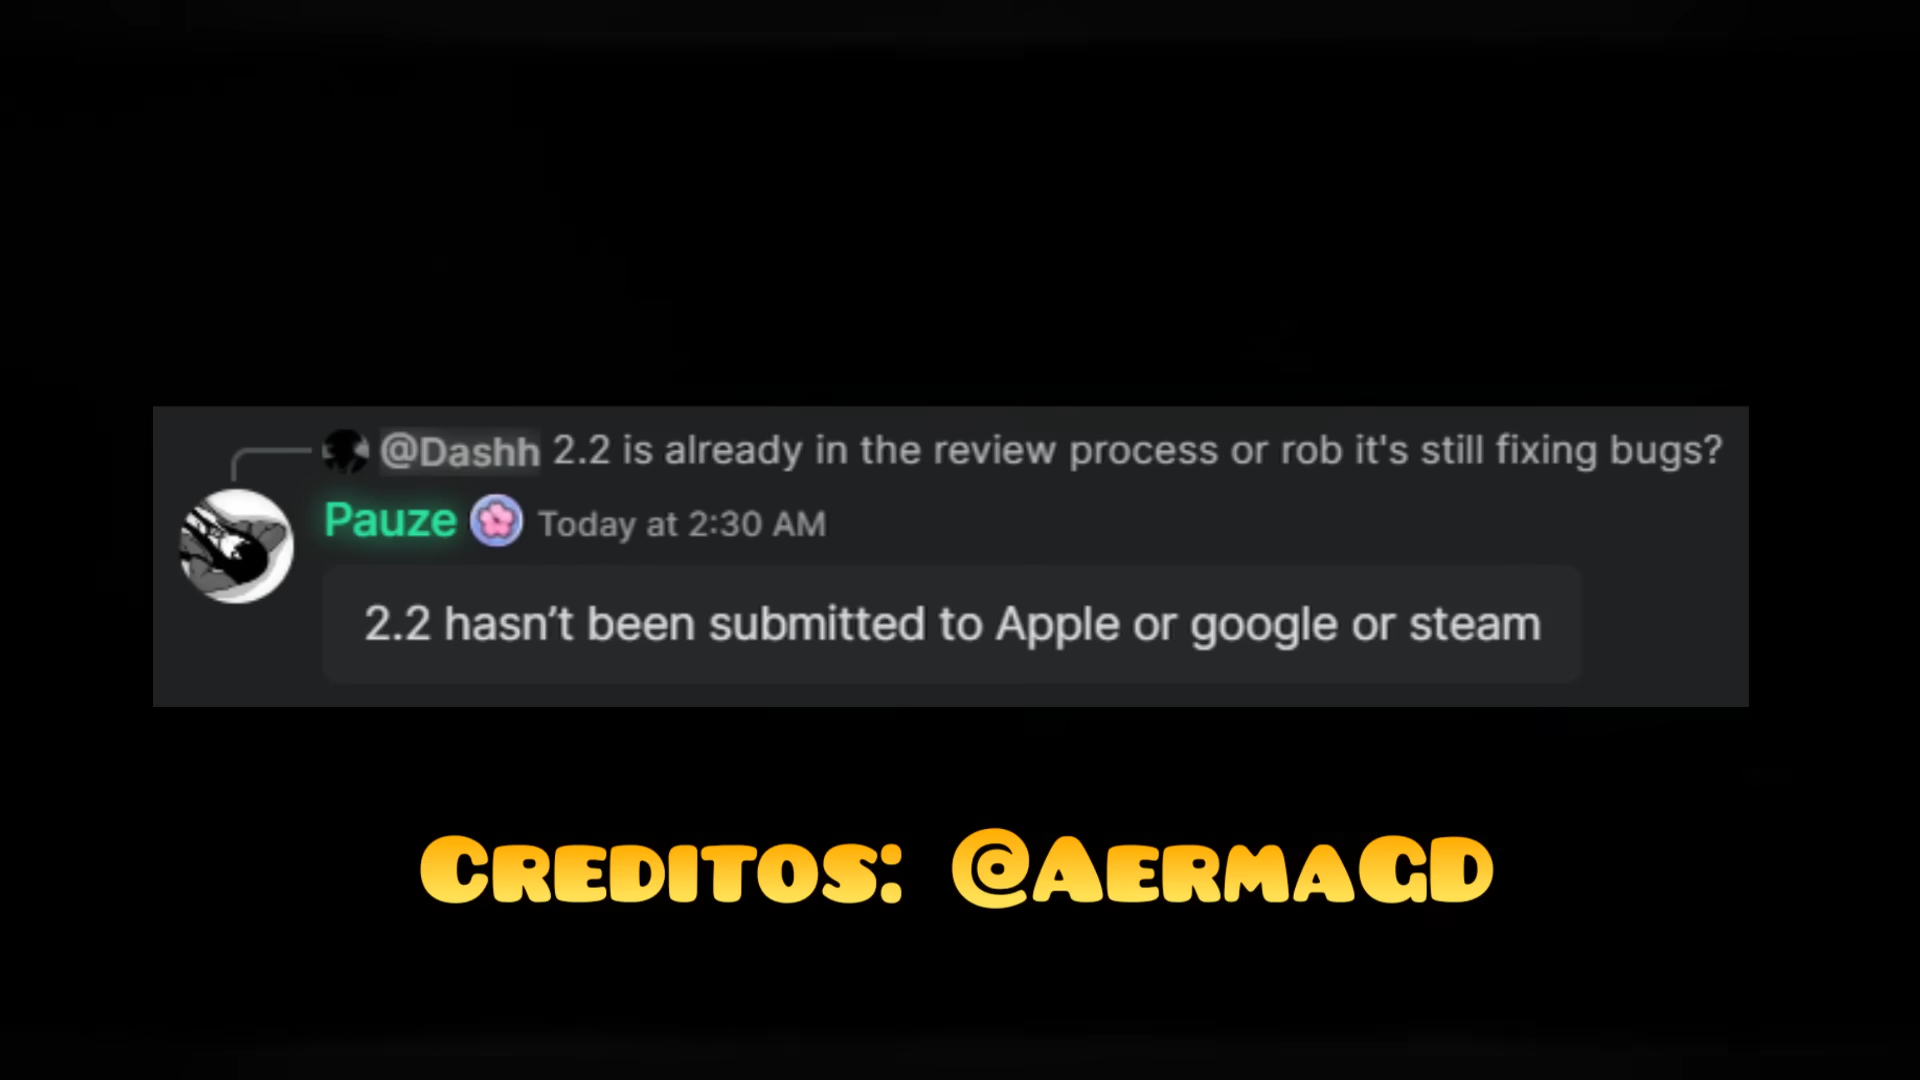 @Dashh 2.2 is already in the review process or rob it's still fixing bugs?
Pauze Today at 2:30 AM
2.2 hasn’t been submitted to Apple or google or steam
Creditos: @AermaGD